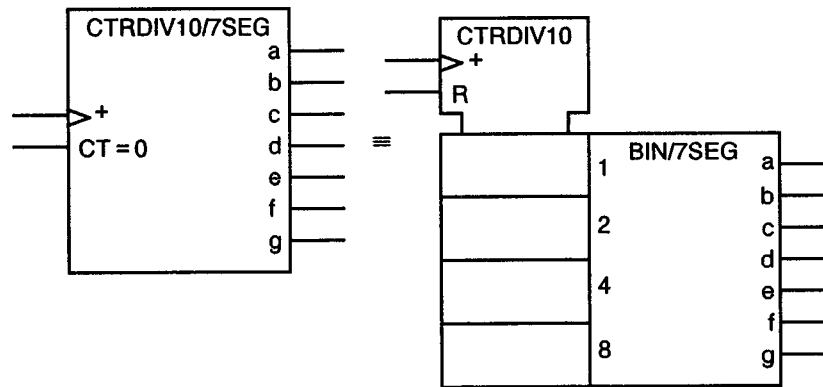 CTRDIV10/7SEG
a
b
+
c
CT = 0
d
e
f
g
≡
CTRDIV10
+
R
1
BIN/7SEG
a
b
2
c
d
4
e
f
8
g